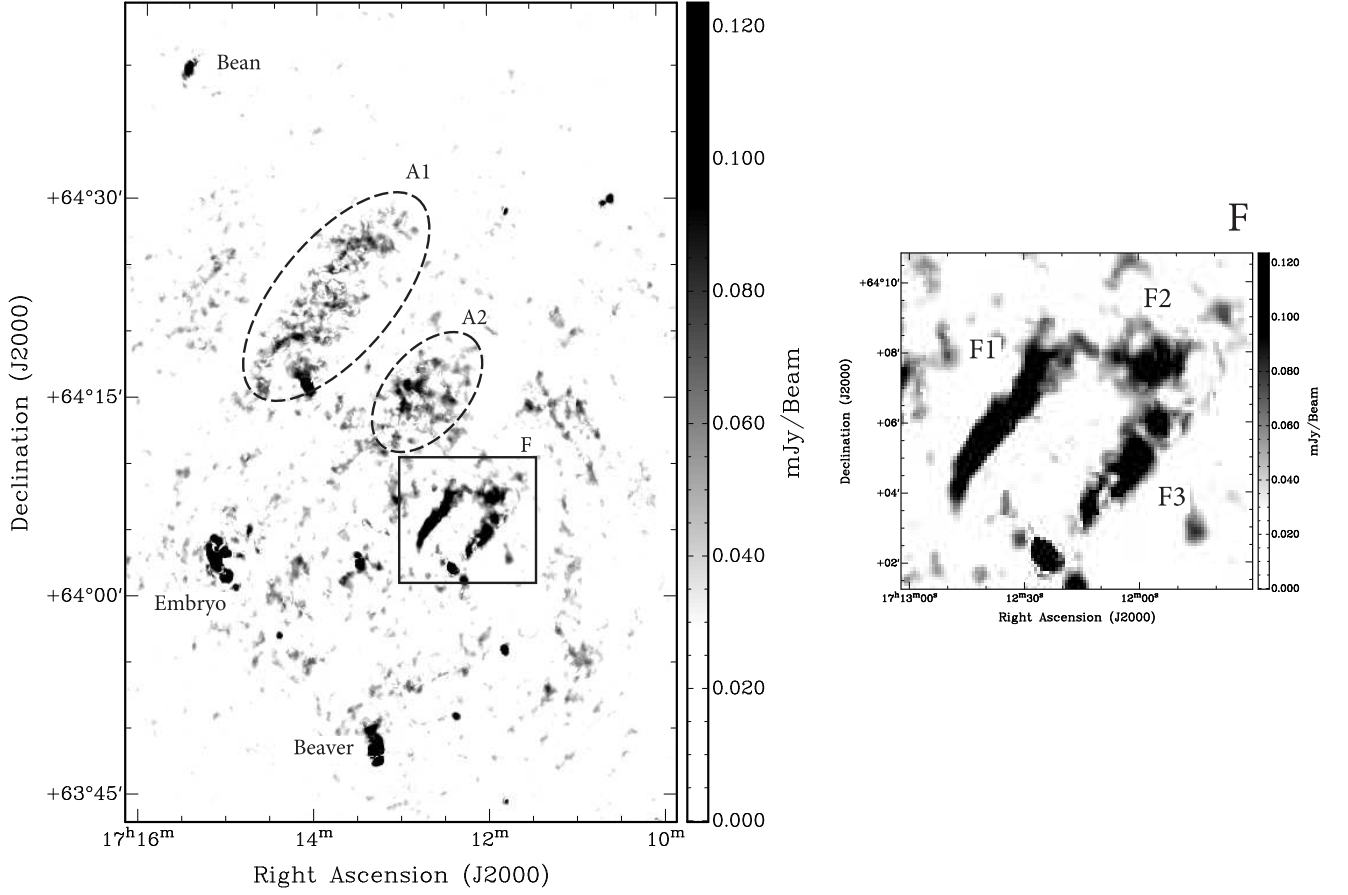 Bean
A1
A2
F
Embryo
Beaver
+64°30′
+64°15′
+64°00′
+63°45′
Declination (J2000)
17ʰ16ᵐ
14ᵐ
12ᵐ
10ᵐ
Right Ascension (J2000)
0.120
0.100
0.080
0.060
0.040
0.020
0.000
mJy/Beam
F
F1
F2
F3
+64°10′
+08′
+06′
+04′
+02′
Declination (J2000)
17ʰ13ᵐ00ˢ
12ᵐ30ˢ
12ᵐ00ˢ
Right Ascension (J2000)
0.120
0.100
0.080
0.060
0.040
0.020
0.000
mJy/Beam